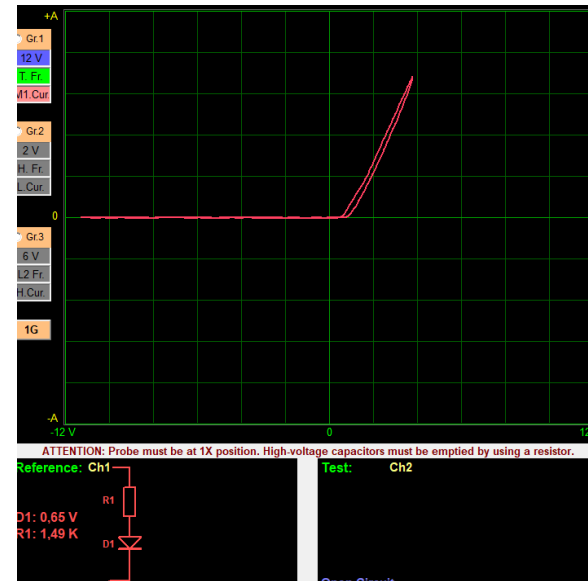 +A
Gr.1
12 V
T. Fr.
M1.Cur.
Gr.2
2 V
H. Fr.
L.Cur.
0
Gr.3
6 V
L2 Fr.
H.Cur.
1G
-A
-12 V
0
12
ATTENTION: Probe must be at 1X position. High-voltage capacitors must be emptied by using a resistor.
Reference: Ch1
R1
D1: 0,65 V
R1: 1,49 K
D1
Test: Ch2
Open Circuit